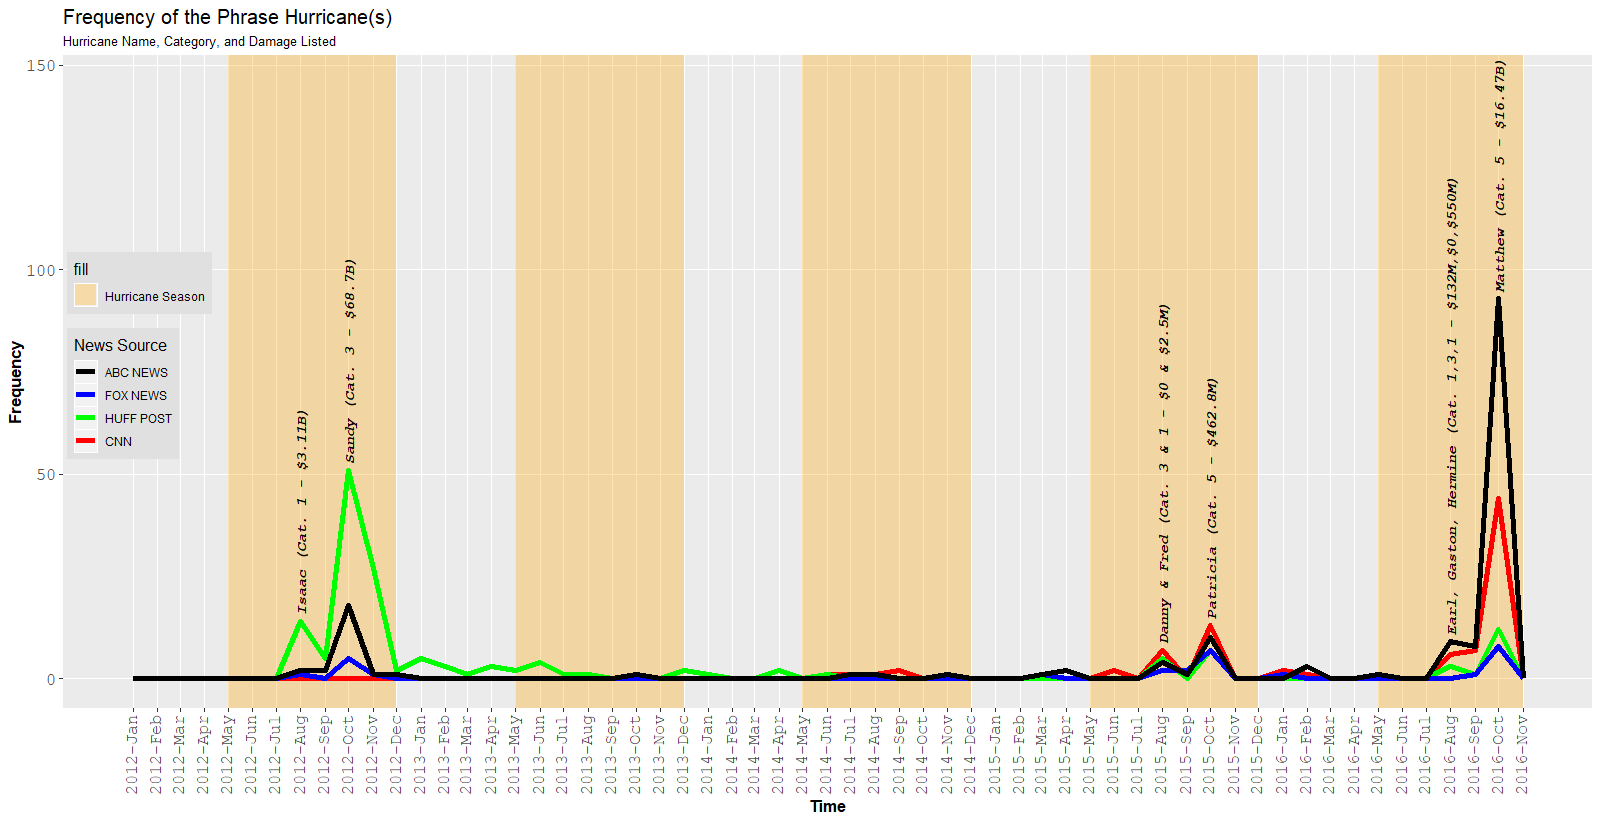 Frequency of the Phrase Hurricane(s)
Hurricane Name, Category, and Damage Listed
Frequency
150
100
50
0
fill
Hurricane Season
News Source
ABC NEWS
FOX NEWS
HUFF POST
CNN
Isaac (Cat. 1 - $3.11B)
Sandy (Cat. 3 - $68.7B)
Danny & Fred (Cat. 3 & 1 - $0 & $2.5M)
Patricia (Cat. 5 - $462.8M)
Earl, Gaston, Hermine (Cat. 1,3,1 - $132M,$0,$550M)
Matthew (Cat. 5 - $16.47B)
2012-Jan
2012-Feb
2012-Mar
2012-Apr
2012-May
2012-Jun
2012-Jul
2012-Aug
2012-Sep
2012-Oct
2012-Nov
2012-Dec
2013-Jan
2013-Feb
2013-Mar
2013-Apr
2013-May
2013-Jun
2013-Jul
2013-Aug
2013-Sep
2013-Oct
2013-Nov
2013-Dec
2014-Jan
2014-Feb
2014-Mar
2014-Apr
2014-May
2014-Jun
2014-Jul
2014-Aug
2014-Sep
2014-Oct
2014-Nov
2014-Dec
2015-Jan
2015-Feb
2015-Mar
2015-Apr
2015-May
2015-Jun
2015-Jul
2015-Aug
2015-Sep
2015-Oct
2015-Nov
2015-Dec
2016-Jan
2016-Feb
2016-Mar
2016-Apr
2016-May
2016-Jun
2016-Jul
2016-Aug
2016-Sep
2016-Oct
2016-Nov
Time